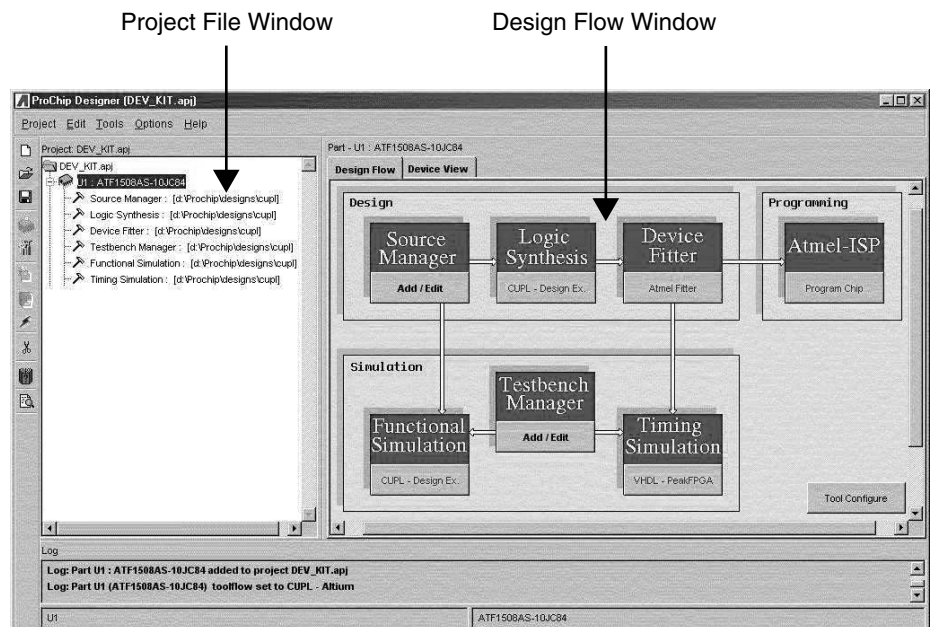 Project File Window
Design Flow Window
ProChip Designer (DEV_KIT.apj)
Project Edit Tools Options Help
Project: DEV_KIT.apj
DEV_KIT.apj
U1 : ATF1508AS-10JC84
Source Manager : [d:\Prochip\designs\cupl]
Logic Synthesis : [d:\Prochip\designs\cupl]
Device Fitter : [d:\Prochip\designs\cupl]
Testbench Manager : [d:\Prochip\designs\cupl]
Functional Simulation : [d:\Prochip\designs\cupl]
Timing Simulation : [d:\Prochip\designs\cupl]
Part - U1 : ATF1508AS-10JC84
Design Flow Device View
Design
Source
Manager
Add / Edit
Logic
Synthesis
CUPL - Design Ex.
Device
Fitter
Atmel Fitter
Programming
Atmel-ISP
Program Chip
Simulation
Functional
Simulation
CUPL - Design Ex.
Testbench
Manager
Add / Edit
Timing
Simulation
VHDL - PeakFPGA
Tool Configure
Log
Log: Part U1 : ATF1508AS-10JC84 added to project DEV_KIT.apj
Log: Part U1 (ATF1508AS-10JC84) toolflow set to CUPL - Altium
U1
ATF1508AS-10JC84